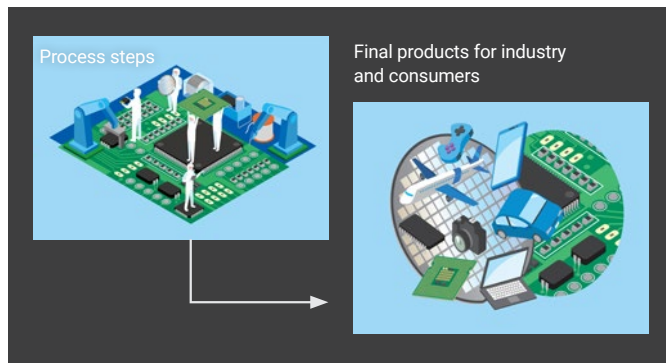 Process steps
Final products for industry
and consumers